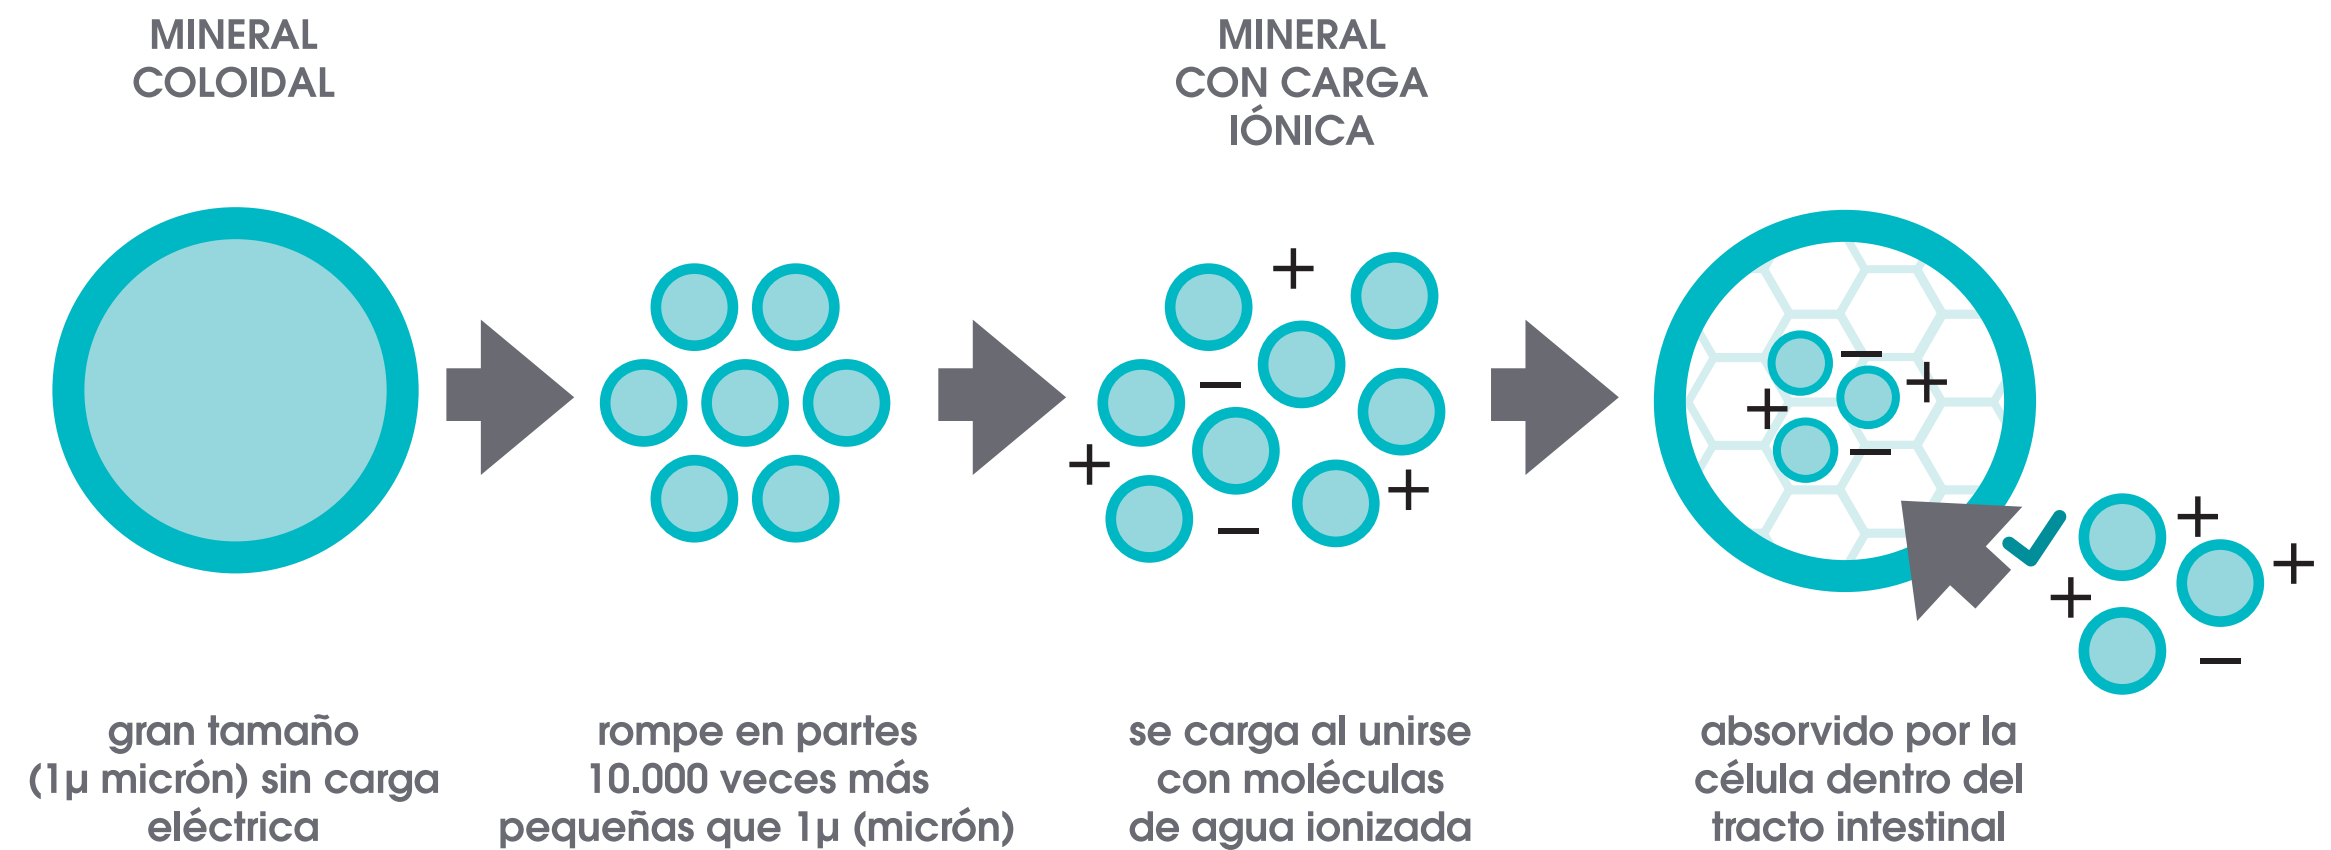 MINERAL
COLOIDAL
MINERAL
CON CARGA
IÓNICA
gran tamaño
(1µ micrón) sin carga
eléctrica
rompe en partes
10.000 veces más
pequeñas que 1µ (micrón)
se carga al unirse
con moléculas
de agua ionizada
absorvido por la
célula dentro del
tracto intestinal